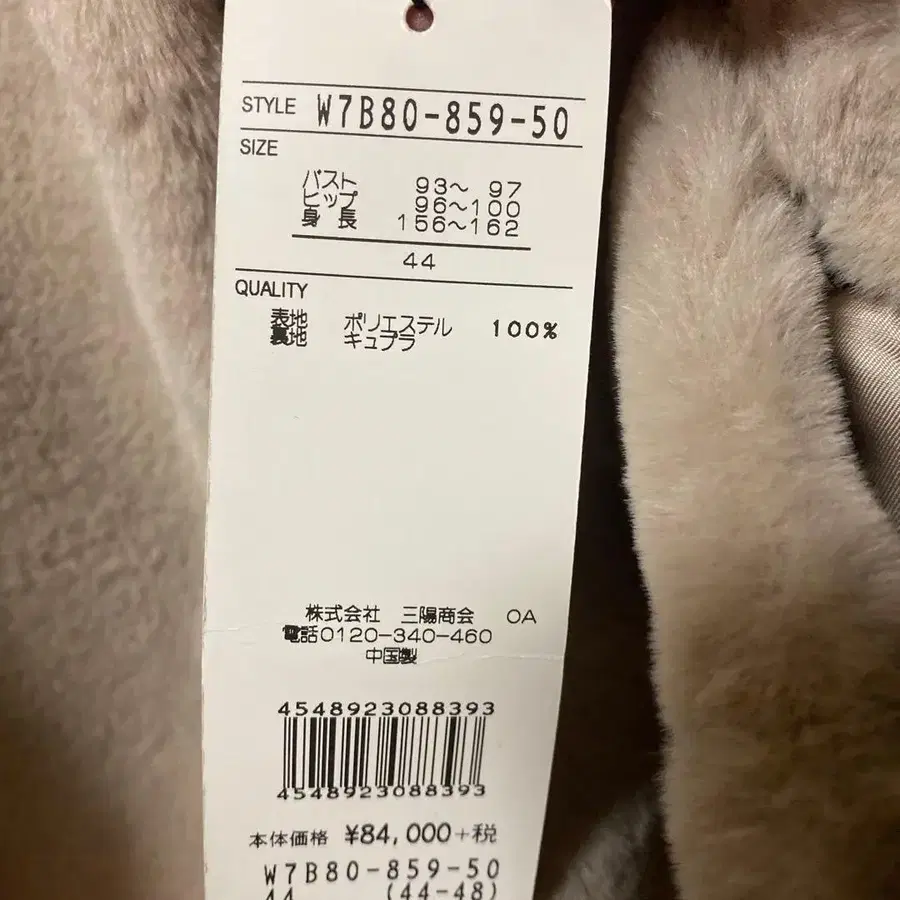 STYLE W7B80-859-50
SIZE
バスト 93～ 97
ヒップ 96～100
身 長 156～162
44
QUALITY
表地 ポリエステル 100%
裏地 キュプラ
株式会社 三陽商会 OA
電話0120-340-460
中国製
4548923088393
4548923088393
本体価格 ¥84,000+税
W7B80-859-50
44 (44-48)